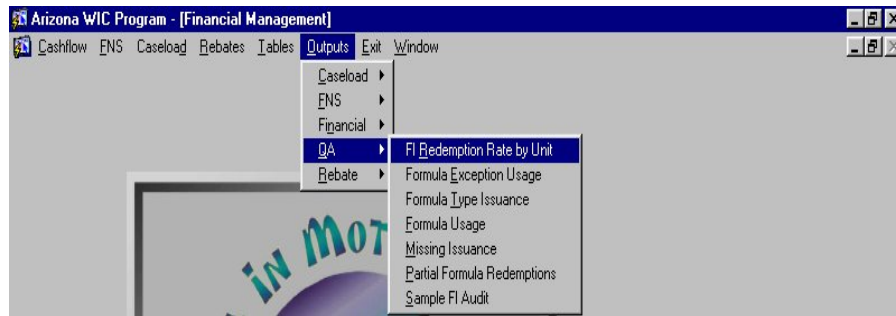 Arizona WIC Program - [Financial Management]
Cashflow FNS Caseload Rebates Tables Outputs Exit Window
Caseload
FNS
Financial
QA
Rebate
FI Redemption Rate by Unit
Formula Exception Usage
Formula Type Issuance
Formula Usage
Missing Issuance
Partial Formula Redemptions
Sample FI Audit
IN MOT